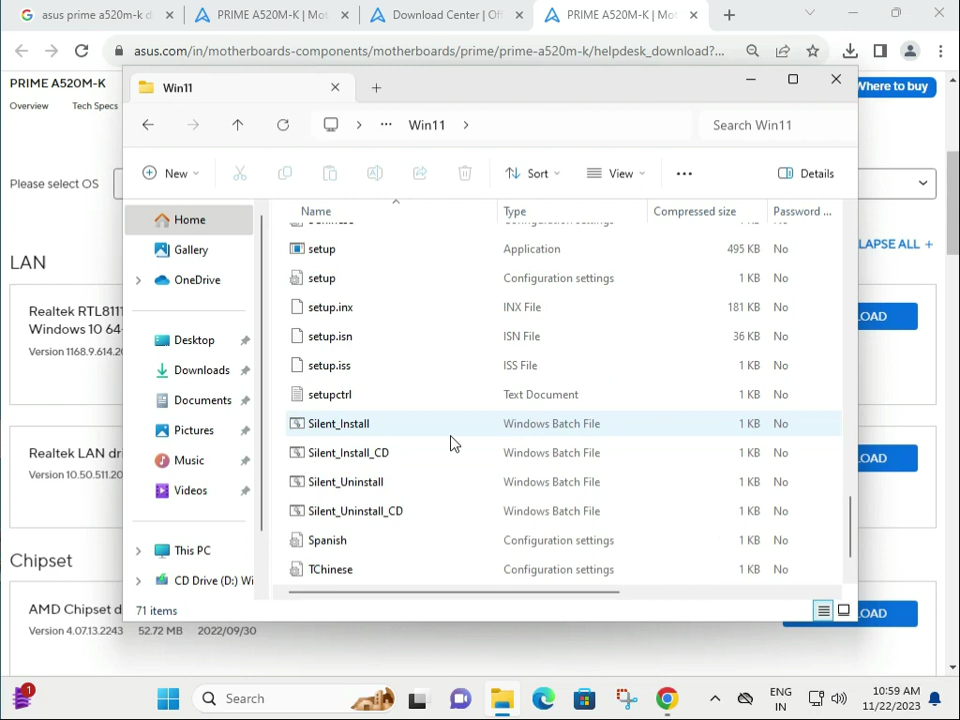 asus prime a520m-k d
PRIME A520M-K | Mot
Download Center | Of
PRIME A520M-K | Mot
asus.com/in/motherboards-components/motherboards/prime/prime-a520m-k/helpdesk_download?...
PRIME A520M-K
Where to buy
Overview
Tech Specs
Please select OS
LAPSE ALL +
LAN
Realtek RTL8111
Windows 10 64-
Version 1168.9.614.20
LOAD
Realtek LAN dri
Version 10.50.511.20
LOAD
Chipset
AMD Chipset d
Version 4.07.13.2243
52.72 MB
2022/09/30
LOAD
Win11
Win11
Search Win11
New
Sort
View
Details
Home
Gallery
OneDrive
Desktop
Downloads
Documents
Pictures
Music
Videos
This PC
CD Drive (D:) Wi
Name
Type
Compressed size
Password ...
setup
Application
495 KB
No
setup
Configuration settings
1 KB
No
setup.inx
INX File
181 KB
No
setup.isn
ISN File
36 KB
No
setup.iss
ISS File
1 KB
No
setupctrl
Text Document
1 KB
No
Silent_Install
Windows Batch File
1 KB
No
Silent_Install_CD
Windows Batch File
1 KB
No
Silent_Uninstall
Windows Batch File
1 KB
No
Silent_Uninstall_CD
Windows Batch File
1 KB
No
Spanish
Configuration settings
1 KB
No
TChinese
Configuration settings
1 KB
No
71 items
1
Search
ENG
IN
10:59 AM
11/22/2023